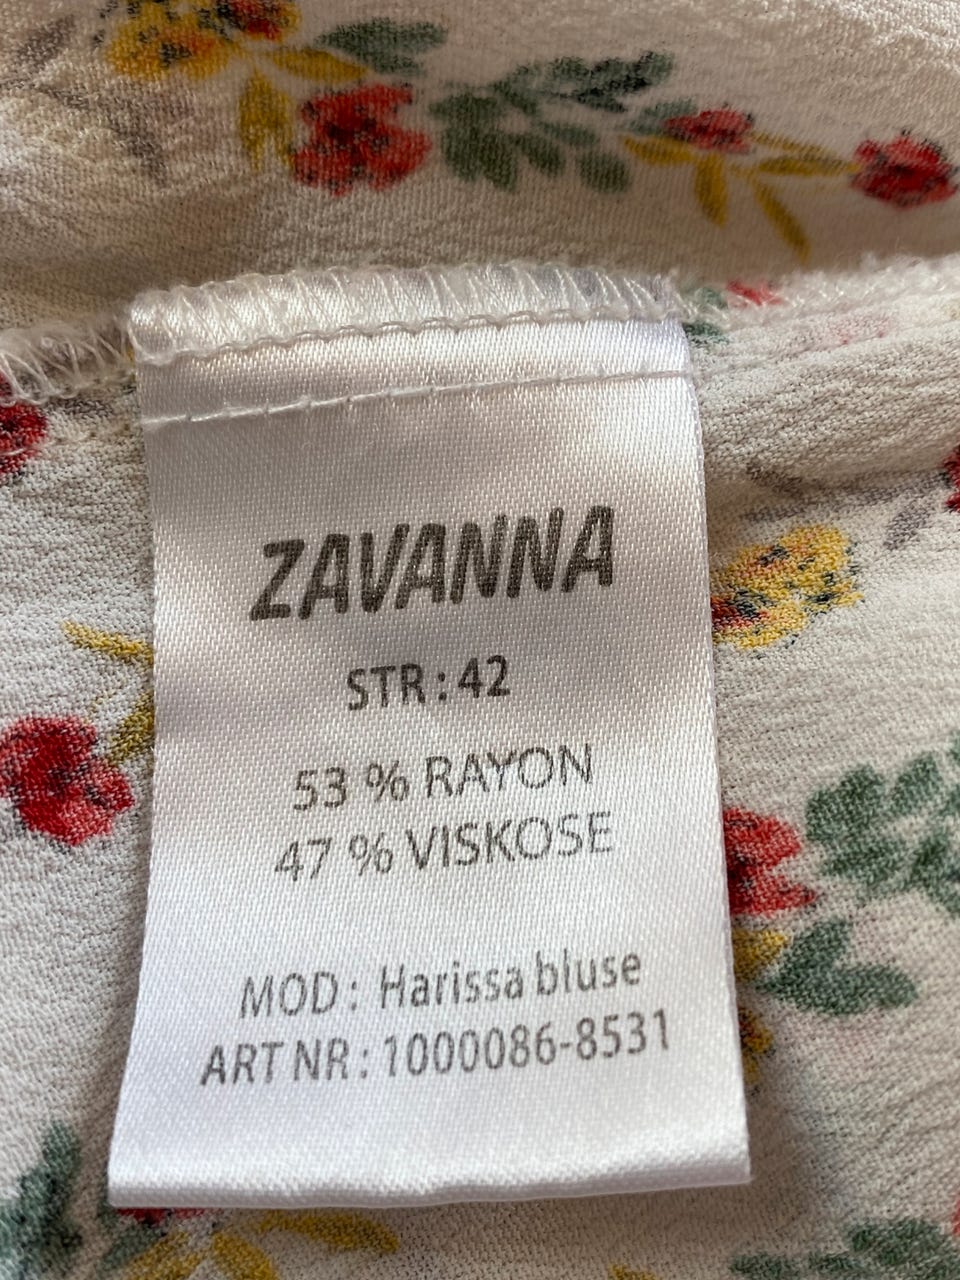 ZAVANNA
STR : 42
53 % RAYON
47 % VISKOSE
MOD : Harissa bluse
ART NR : 1000086-8531